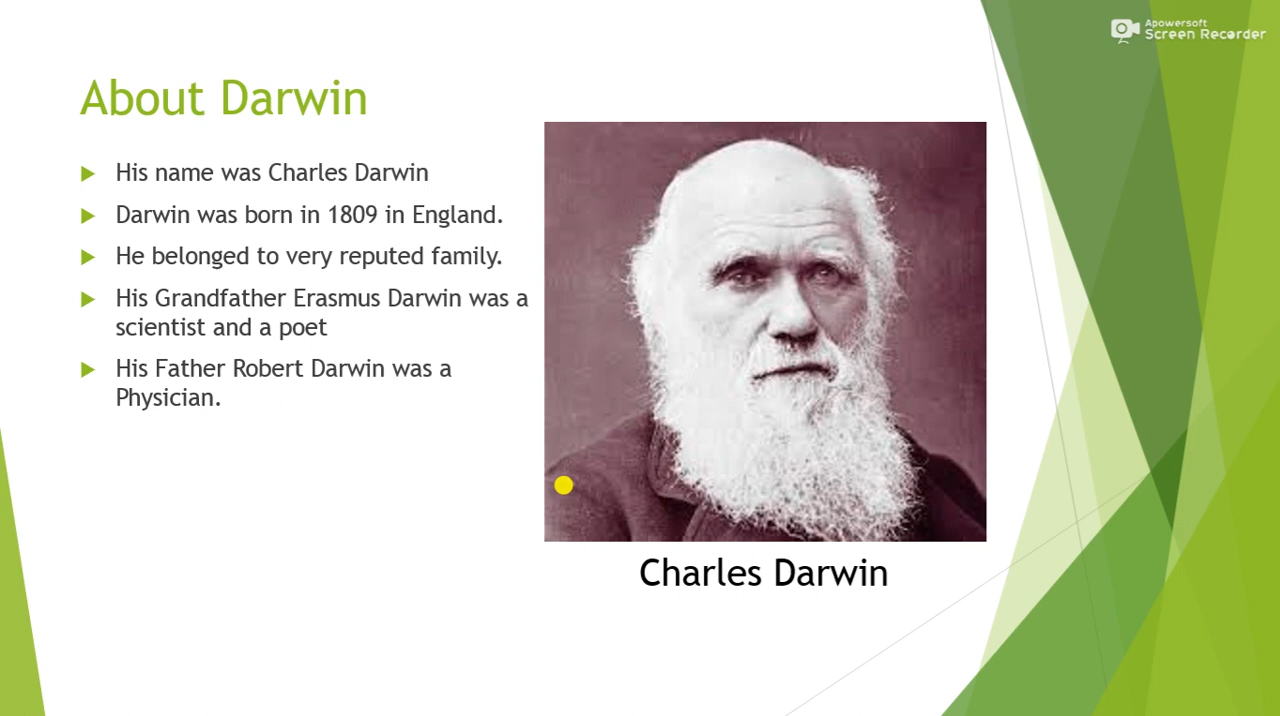 Apowersoft
Screen Recorder
About Darwin
His name was Charles Darwin
Darwin was born in 1809 in England.
He belonged to very reputed family.
His Grandfather Erasmus Darwin was a
scientist and a poet
His Father Robert Darwin was a
Physician.
Charles Darwin